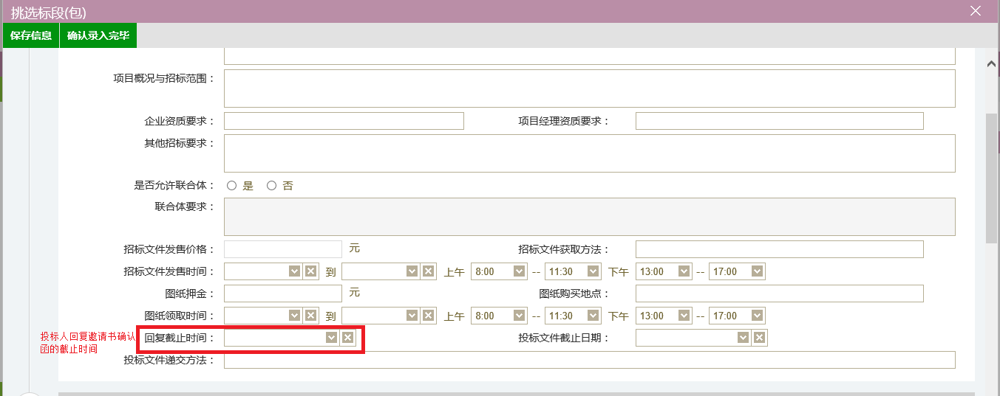 挑选标段(包)
保存信息 确认录入完毕
项目概况与招标范围：
企业资质要求： 项目经理资质要求：
其他招标要求：
是否允许联合体： 是 否
联合体要求：
招标文件发售价格： 元 招标文件获取方法：
招标文件发售时间： 到 上午 8:00 -- 11:30 下午 13:00 -- 17:00
图纸押金： 元 图纸购买地点：
图纸领取时间： 到 上午 8:00 -- 11:30 下午 13:00 -- 17:00
投标人回复邀请书确认
函的截止时间
回复截止时间： 投标文件截止日期：
投标文件递交方法：